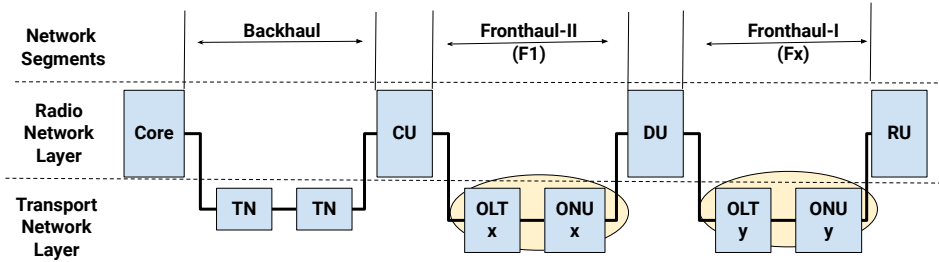 Network
Segments
Backhaul
Fronthaul-II
(F1)
Fronthaul-I
(Fx)
Radio
Network
Layer
Core
CU
DU
RU
Transport
Network
Layer
TN
TN
OLT
x
ONU
x
OLT
y
ONU
y